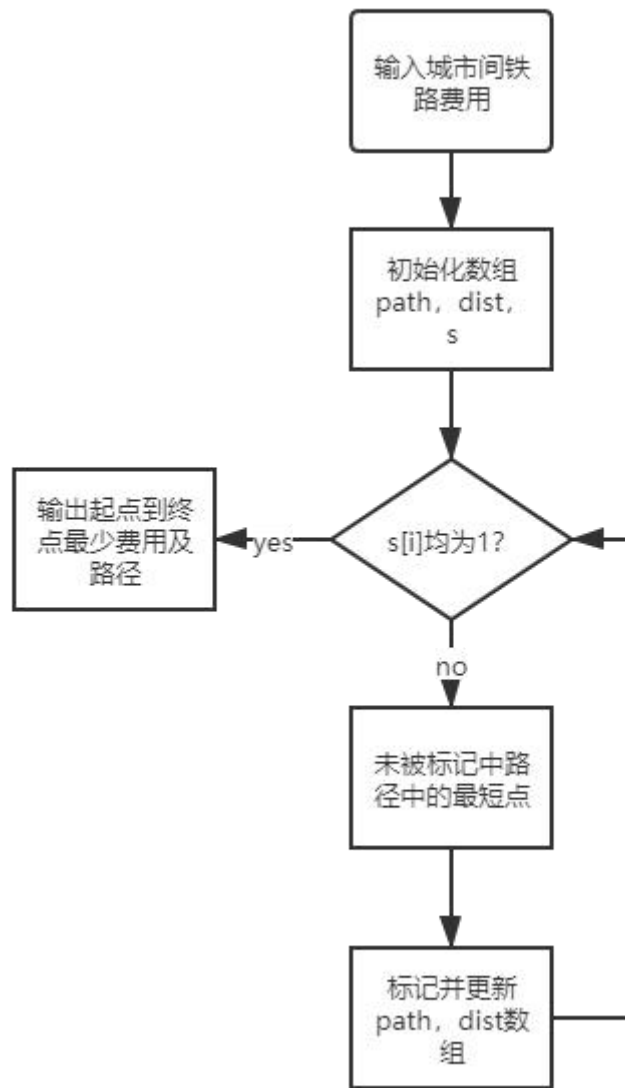 输入城市间铁
路费用
初始化数组
path，dist，
s
s[i]均为1?
yes
输出起点到终
点最少费用及
路径
no
未被标记中路
径中的最短点
标记并更新
path，dist数
组